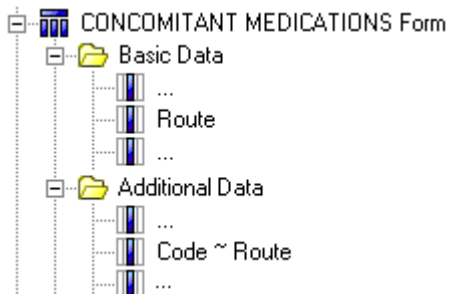 CONCOMITANT MEDICATIONS Form
Basic Data
...
Route
...
Additional Data
...
Code ~ Route
...